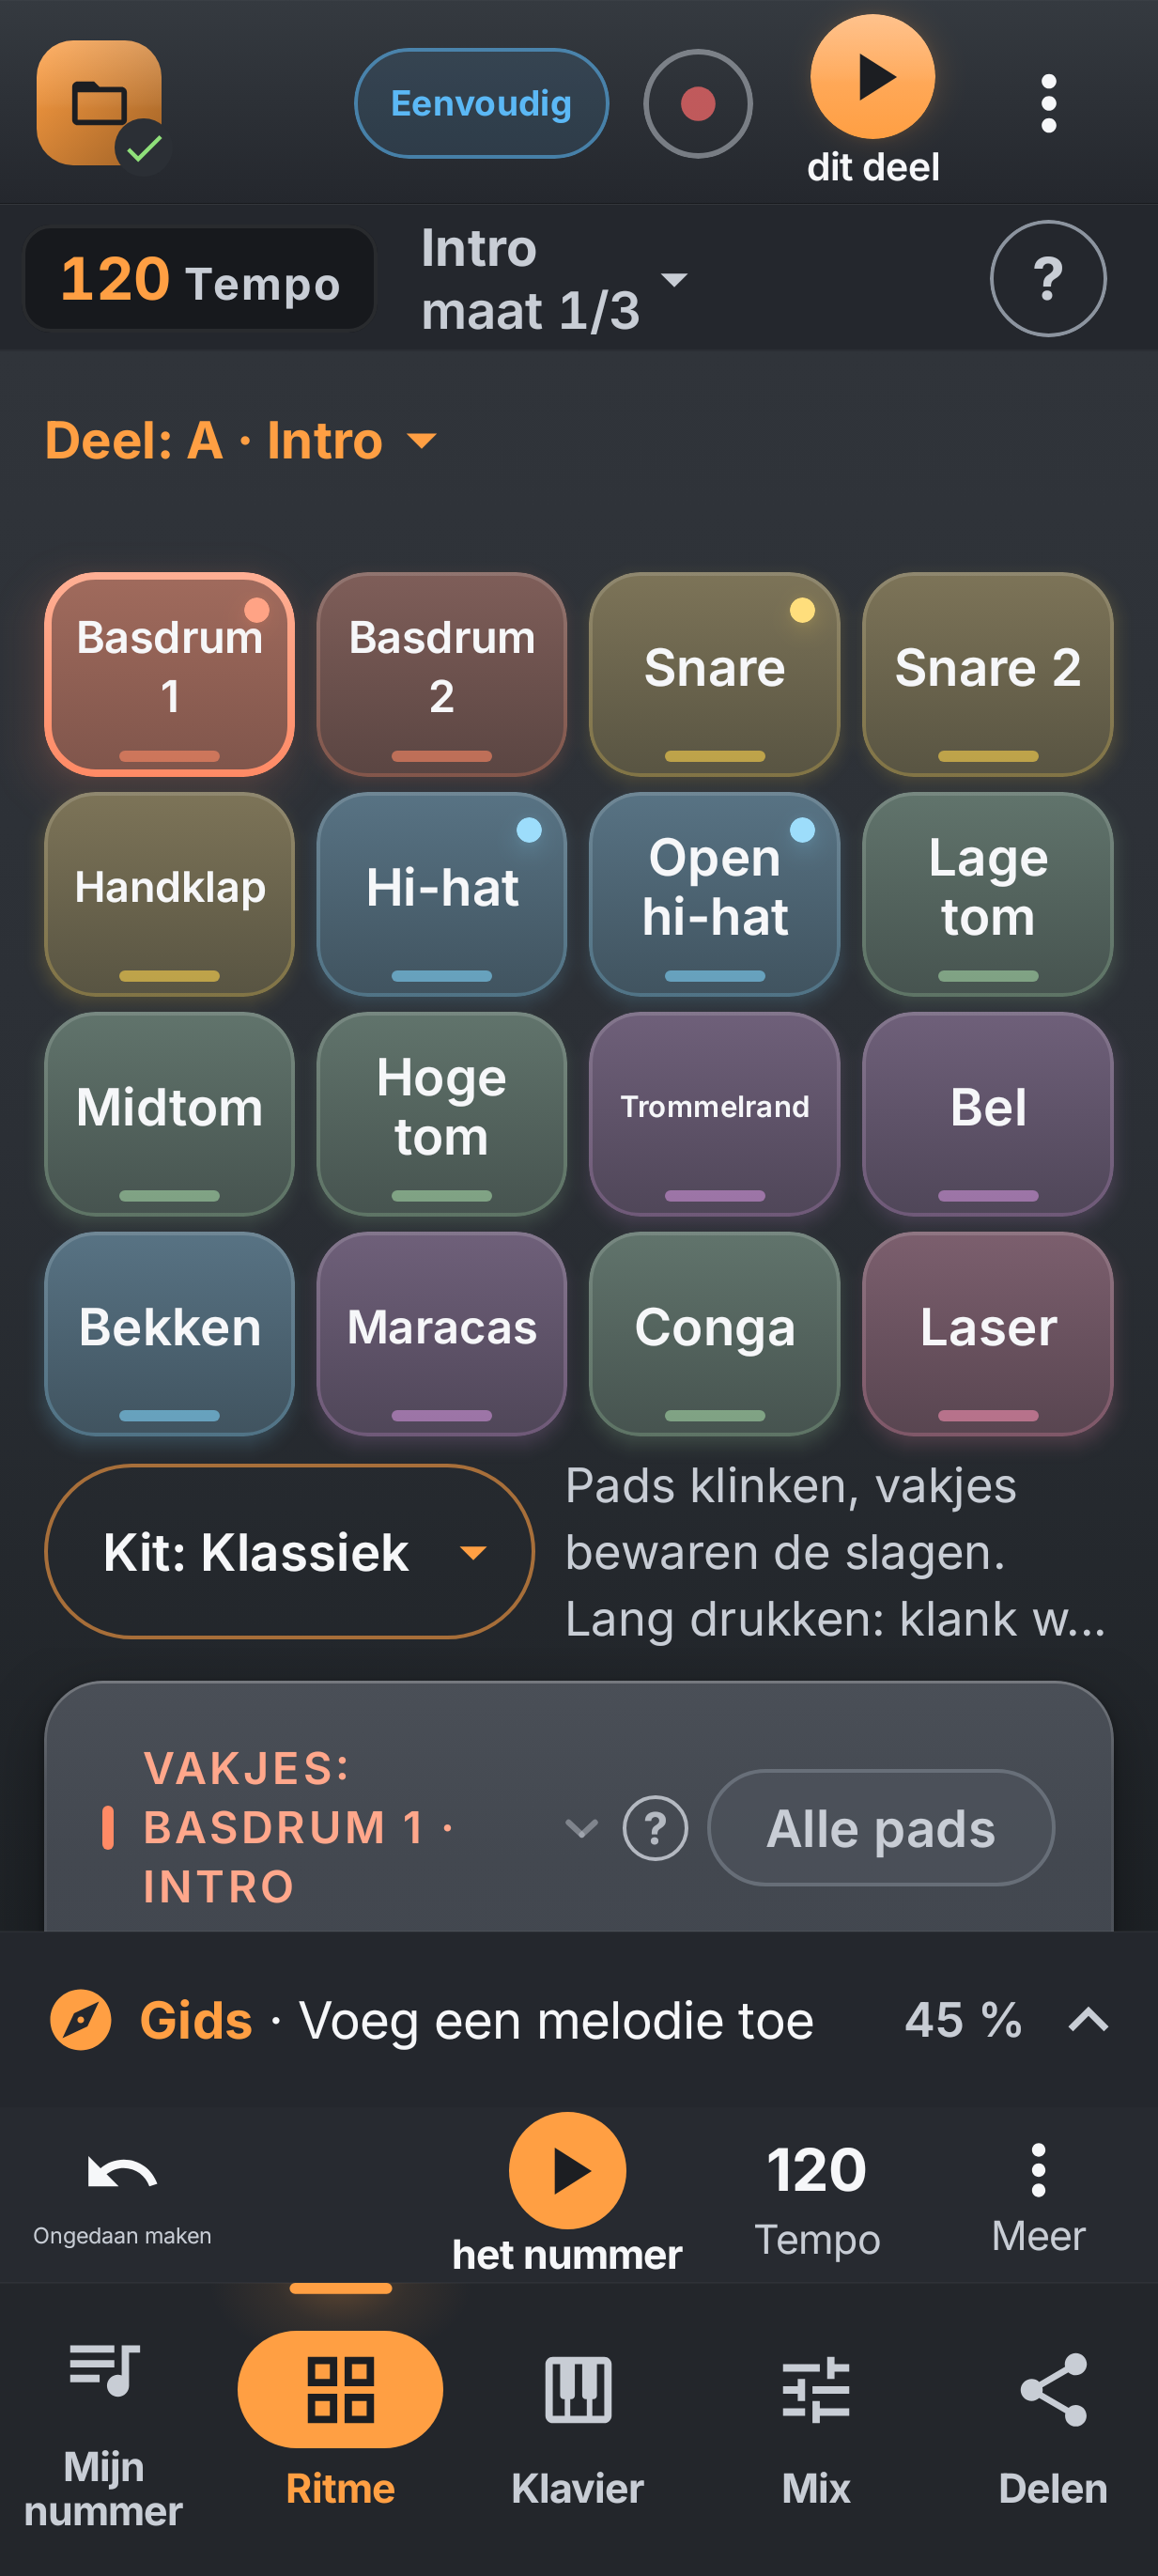 Eenvoudig
dit deel
120 Tempo
Intro
maat 1/3
?
Deel: A · Intro
Basdrum
1
Basdrum
2
Snare
Snare 2
Handklap
Hi-hat
Open
hi-hat
Lage
tom
Midtom
Hoge
tom
Trommelrand
Bel
Bekken
Maracas
Conga
Laser
Kit: Klassiek
Pads klinken, vakjes
bewaren de slagen.
Lang drukken: klank w...
VAKJES:
BASDRUM 1 ·
INTRO
?
Alle pads
Gids · Voeg een melodie toe
45 %
Ongedaan maken
het nummer
120
Tempo
Meer
Mijn
nummer
Ritme
Klavier
Mix
Delen